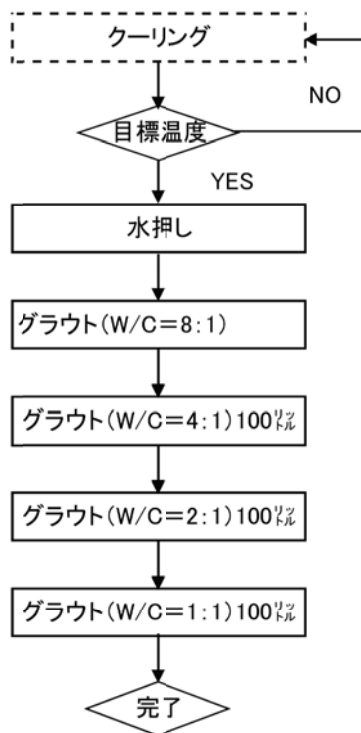 クーリング
NO
目標温度
YES
水押し
グラウト(W/C=8:1)
グラウト(W/C=4:1)100㍑
グラウト(W/C=2:1)100㍑
グラウト(W/C=1:1)100㍑
完了